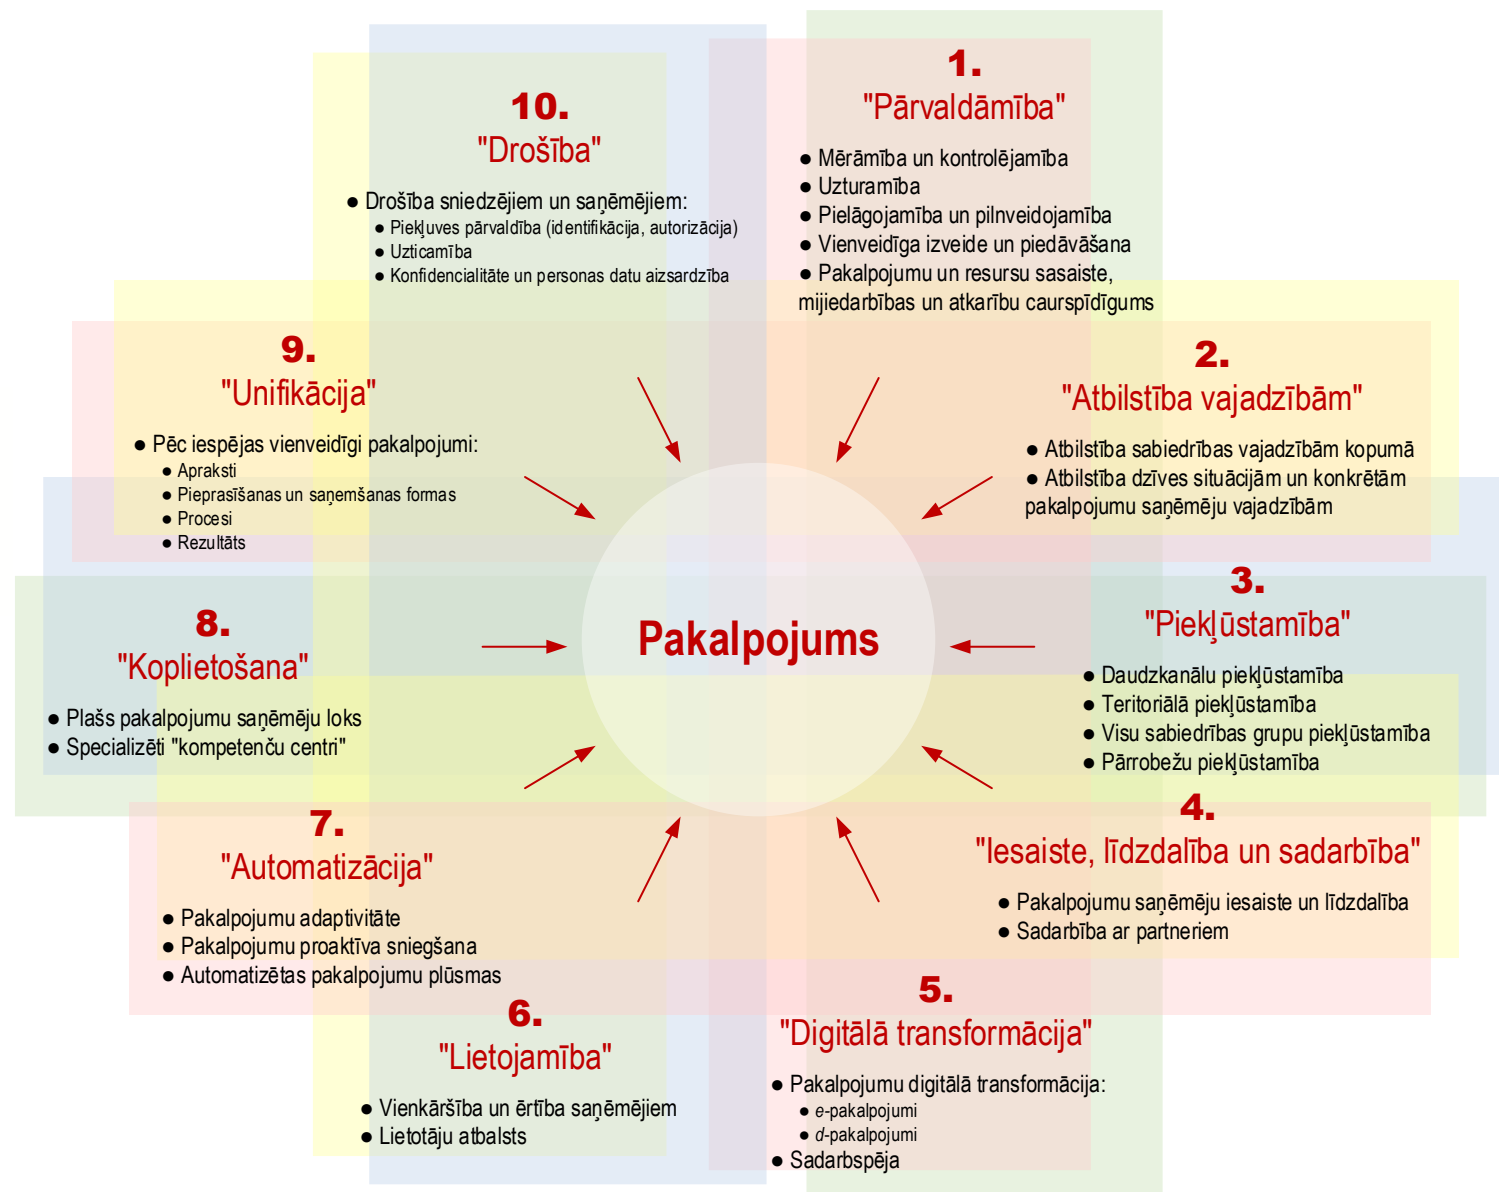 1.
"Pārvaldāmība"
● Mērāmība un kontrolējamība
● Uzturamība
● Pielāgojamība un pilnveidojamība
● Vienveidīga izveide un piedāvāšana
● Pakalpojumu un resursu sasaiste,
mijiedarbības un atkarību caurspīdīgums
2.
"Atbilstība vajadzībām"
● Atbilstība sabiedrības vajadzībām kopumā
● Atbilstība dzīves situācijām un konkrētām
pakalpojumu saņēmēju vajadzībām
3.
"Piekļūstamība"
● Daudzkanālu piekļūstamība
● Teritoriālā piekļūstamība
● Visu sabiedrības grupu piekļūstamība
● Pārrobežu piekļūstamība
4.
"Iesaiste, līdzdalība un sadarbība"
● Pakalpojumu saņēmēju iesaiste un līdzdalība
● Sadarbība ar partneriem
5.
"Digitālā transformācija"
● Pakalpojumu digitālā transformācija:
● e-pakalpojumi
● d-pakalpojumi
● Sadarbspēja
6.
"Lietojamība"
● Vienkāršība un ērtība saņēmējiem
● Lietotāju atbalsts
7.
"Automatizācija"
● Pakalpojumu adaptivitāte
● Pakalpojumu proaktīva sniegšana
● Automatizētas pakalpojumu plūsmas
8.
"Koplietošana"
● Plašs pakalpojumu saņēmēju loks
● Specializēti "kompetenču centri"
9.
"Unifikācija"
● Pēc iespējas vienveidīgi pakalpojumi:
● Apraksti
● Pieprasīšanas un saņemšanas formas
● Procesi
● Rezultāts
10.
"Drošība"
● Drošība sniedzējiem un saņēmējiem:
● Piekļuves pārvaldība (identifikācija, autorizācija)
● Uzticamība
● Konfidencialitāte un personas datu aizsardzība
Pakalpojums